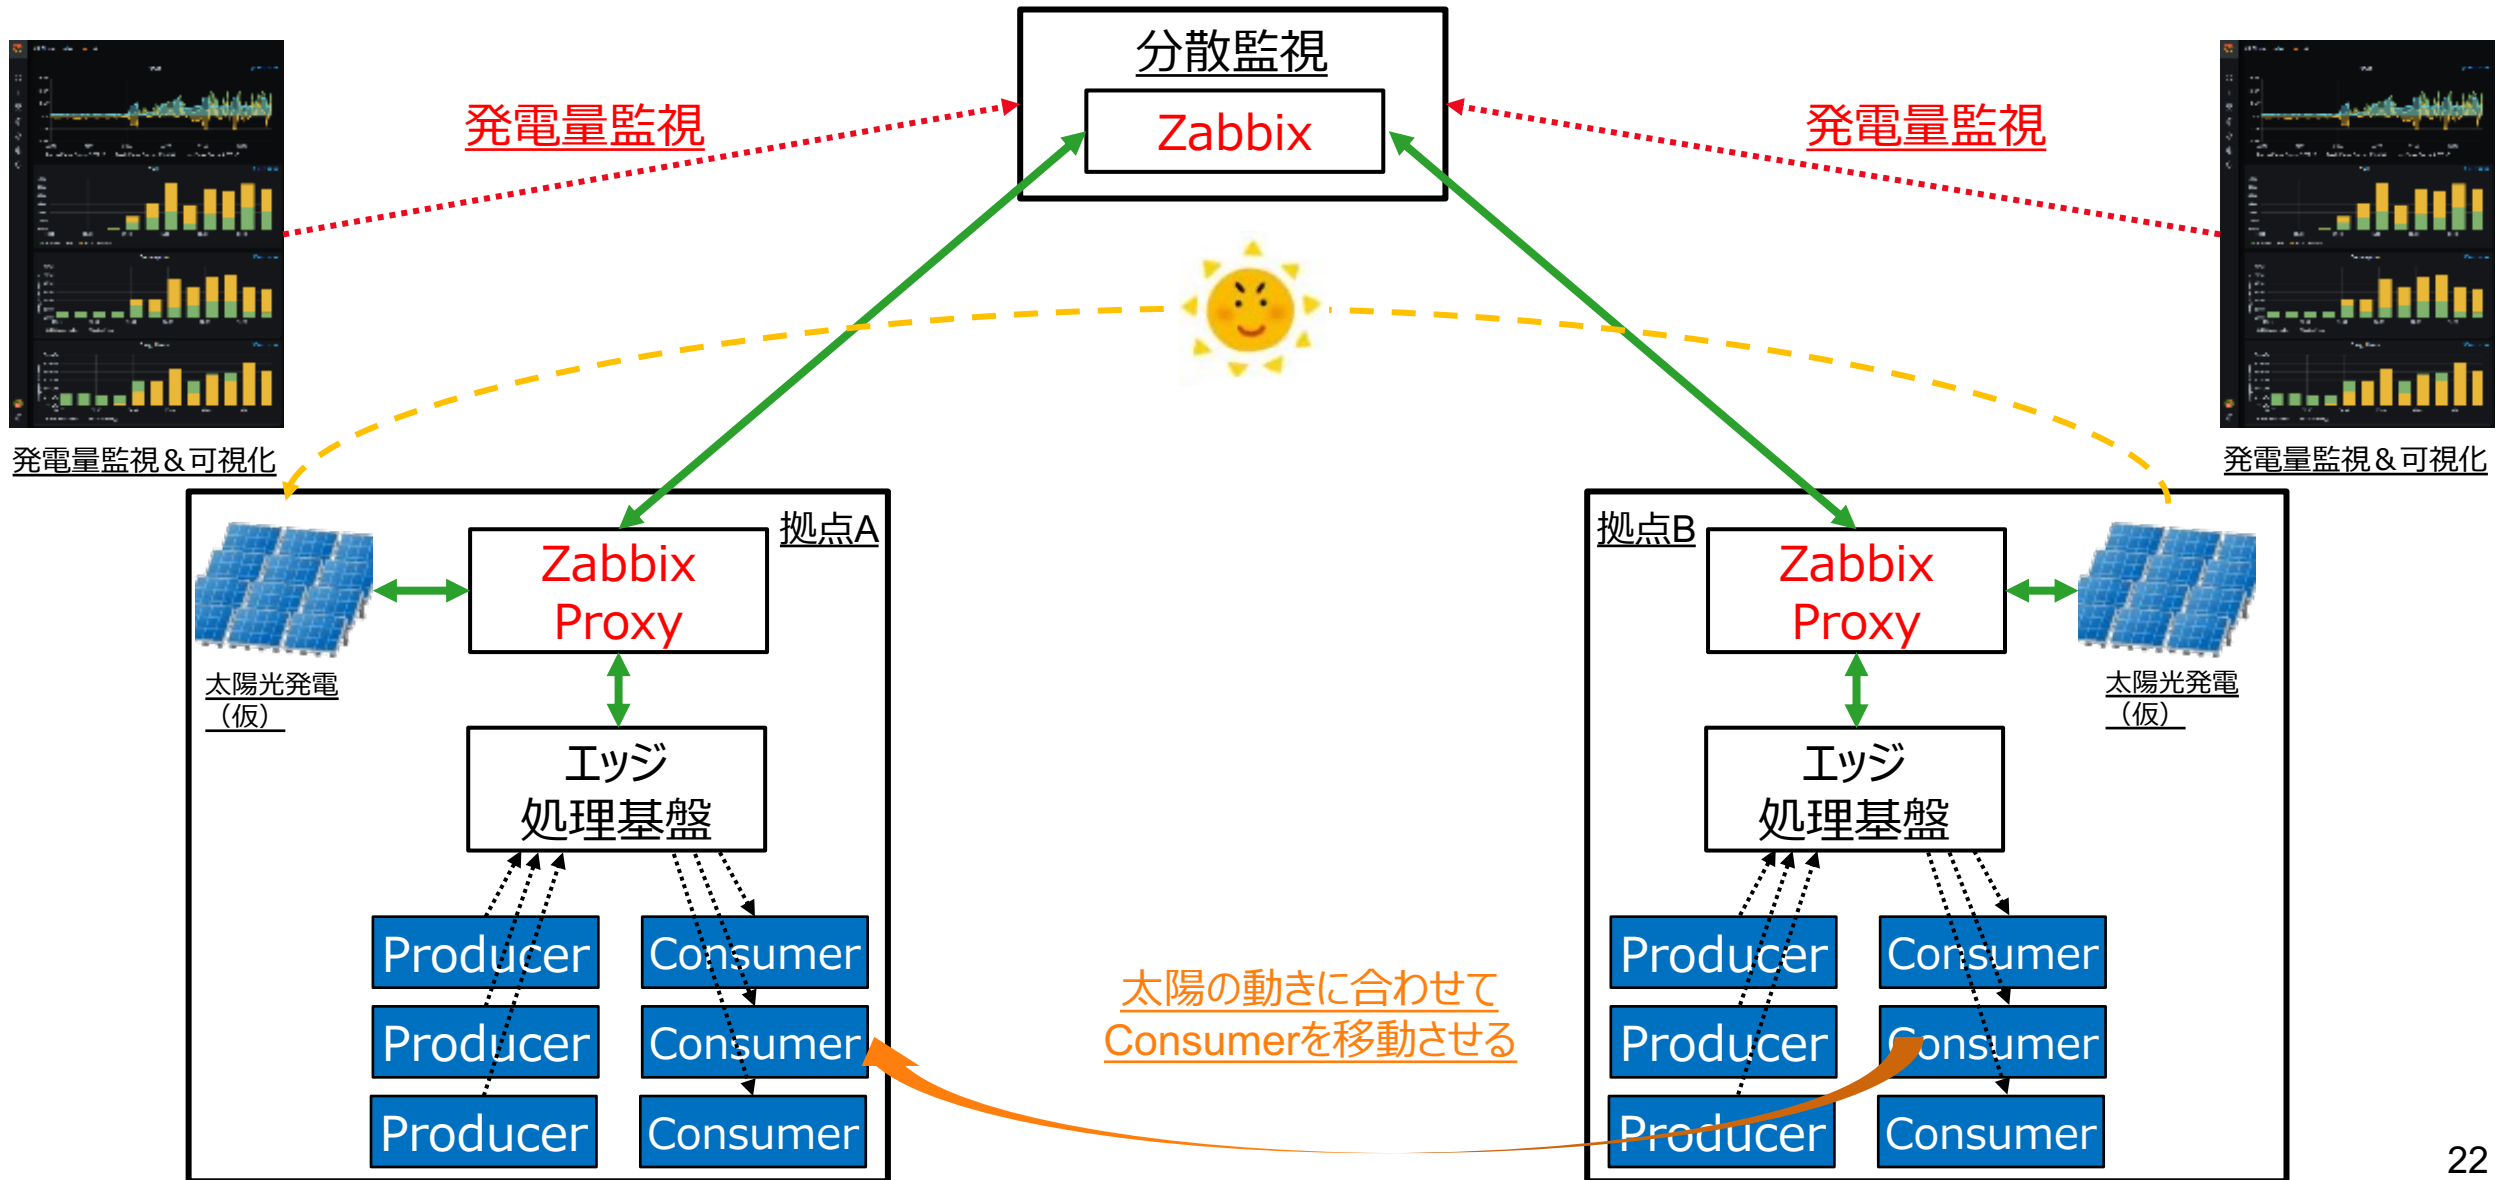 分散監視
Zabbix
発電量監視
発電量監視
発電量監視&可視化
発電量監視&可視化
拠点A
Zabbix
Proxy
太陽光発電
（仮）
エッジ
処理基盤
Producer
Consumer
Producer
Consumer
Producer
Consumer
太陽の動きに合わせて
Consumerを移動させる
拠点B
Zabbix
Proxy
太陽光発電
（仮）
エッジ
処理基盤
Producer
Consumer
Producer
Consumer
Producer
Consumer
22